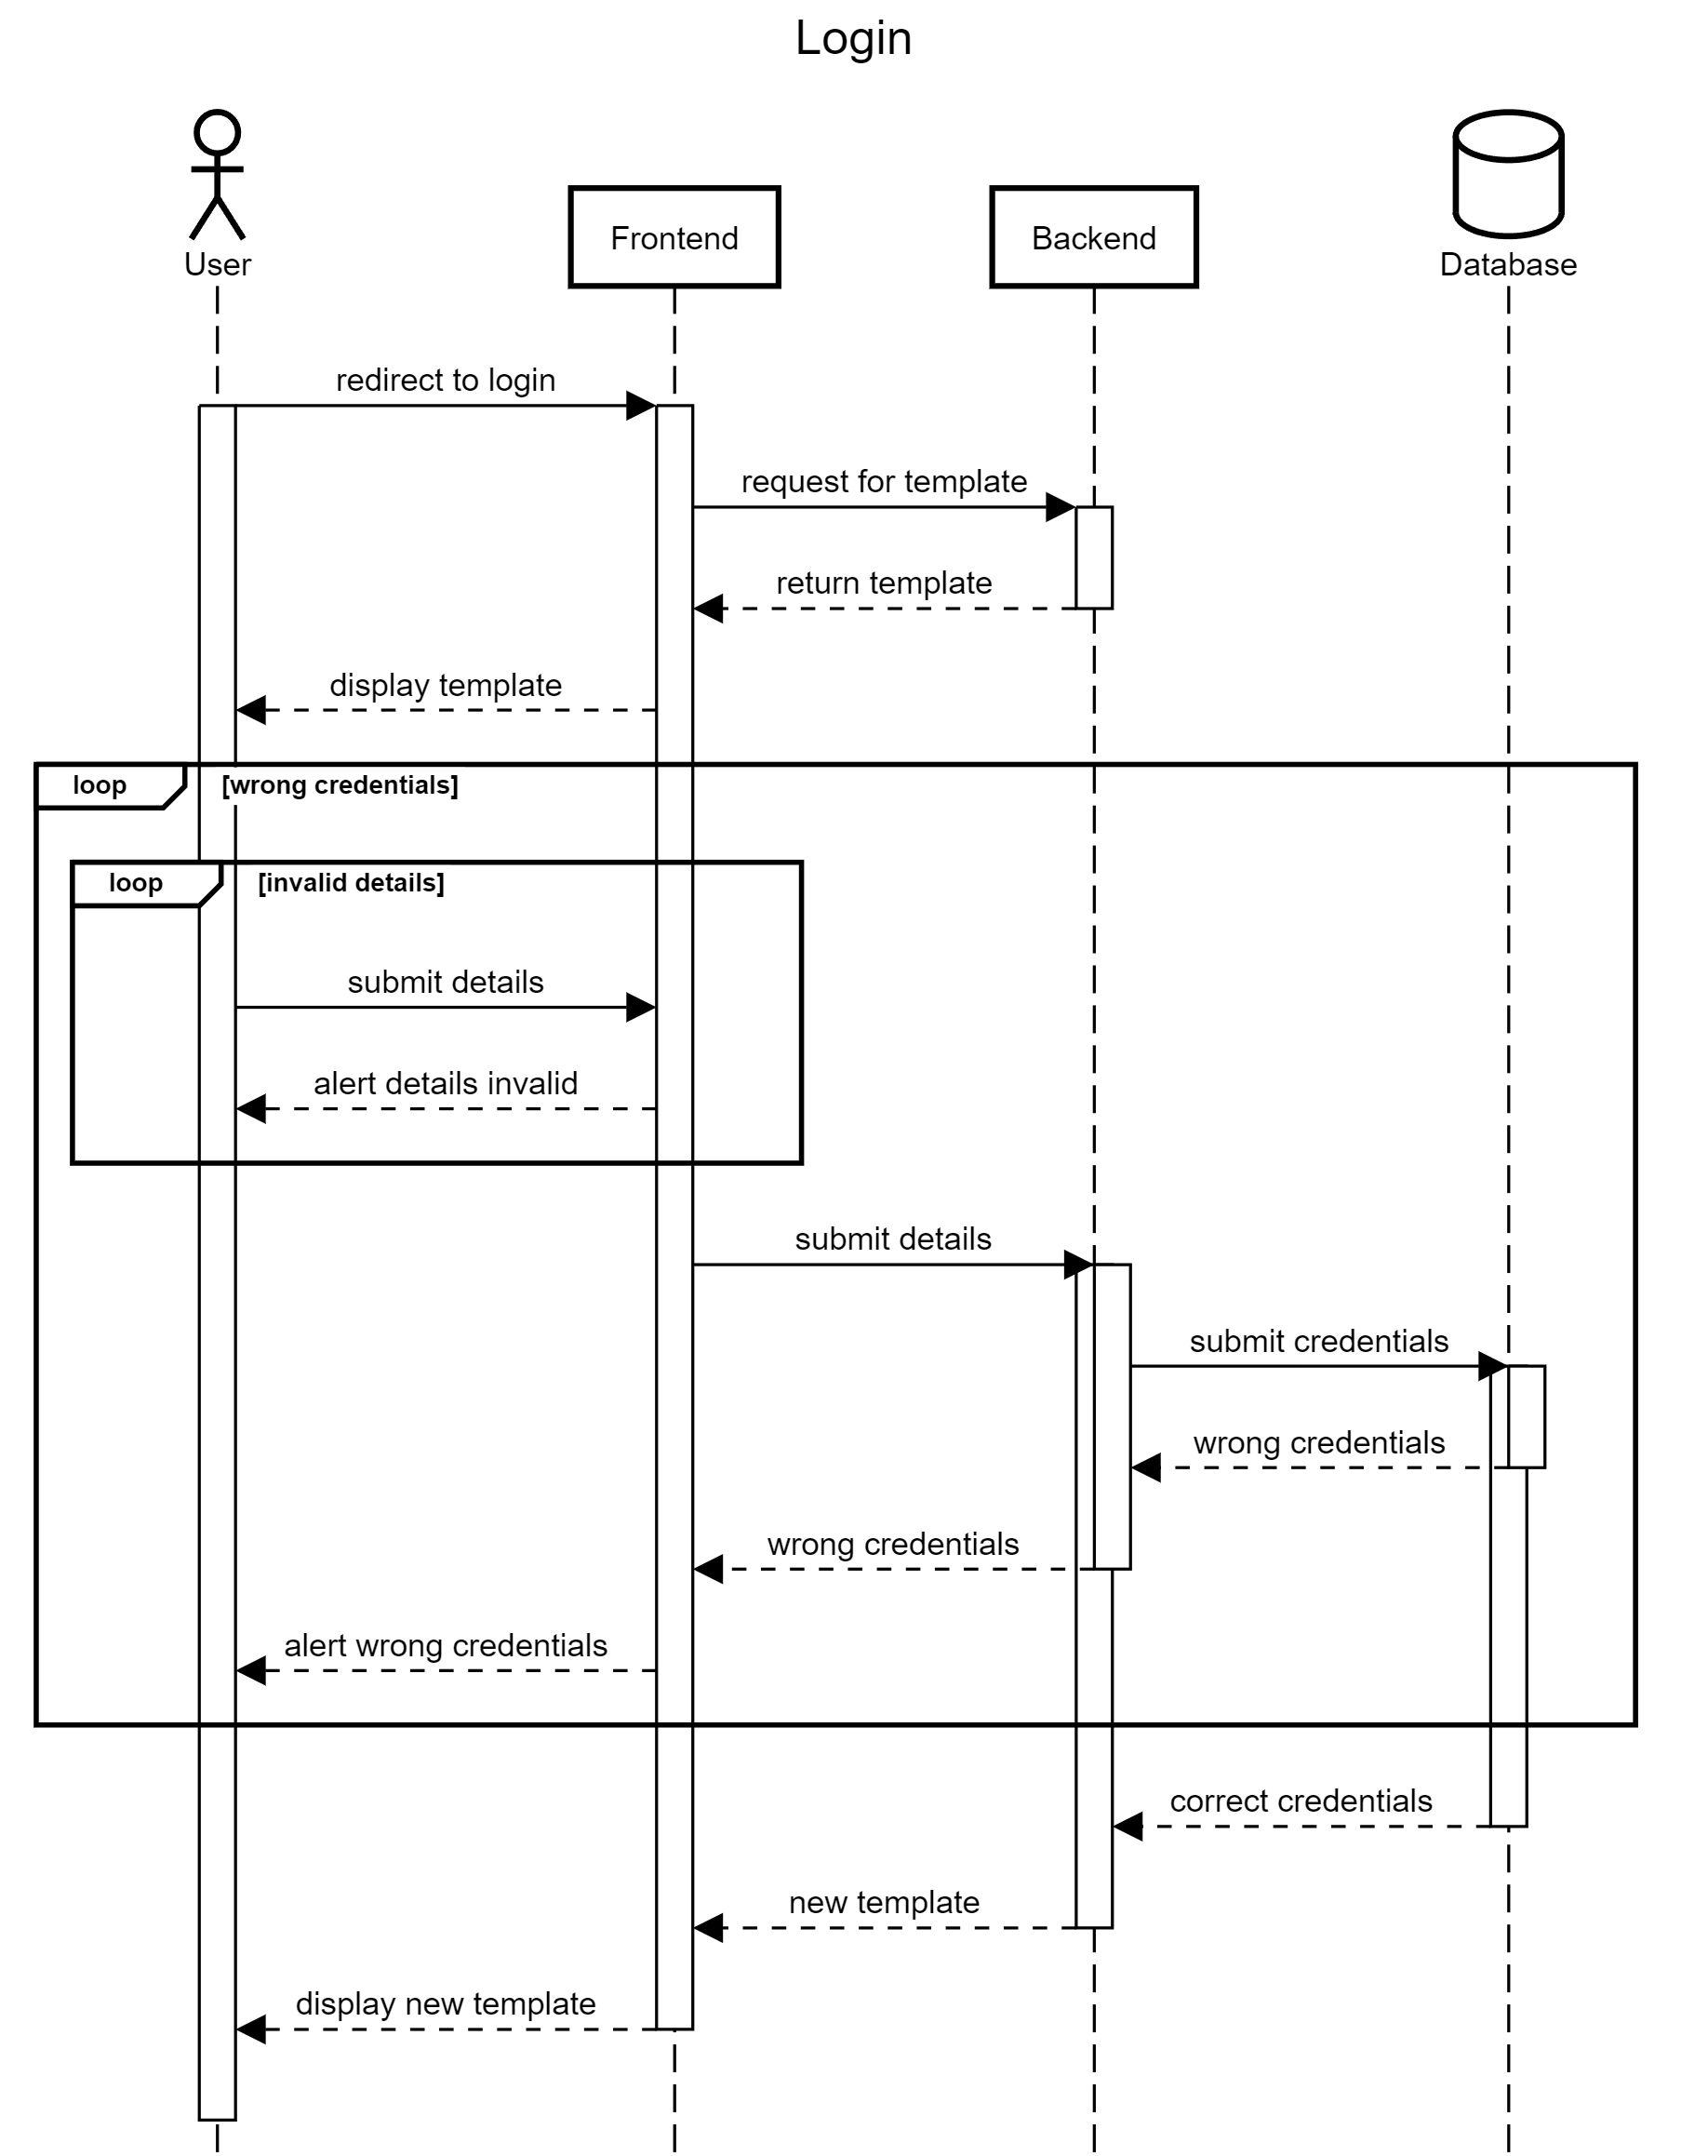 Login
User
Frontend
Backend
Database
redirect to login
request for template
return template
display template
loop [wrong credentials]
loop [invalid details]
submit details
alert details invalid
submit details
submit credentials
wrong credentials
wrong credentials
alert wrong credentials
correct credentials
new template
display new template